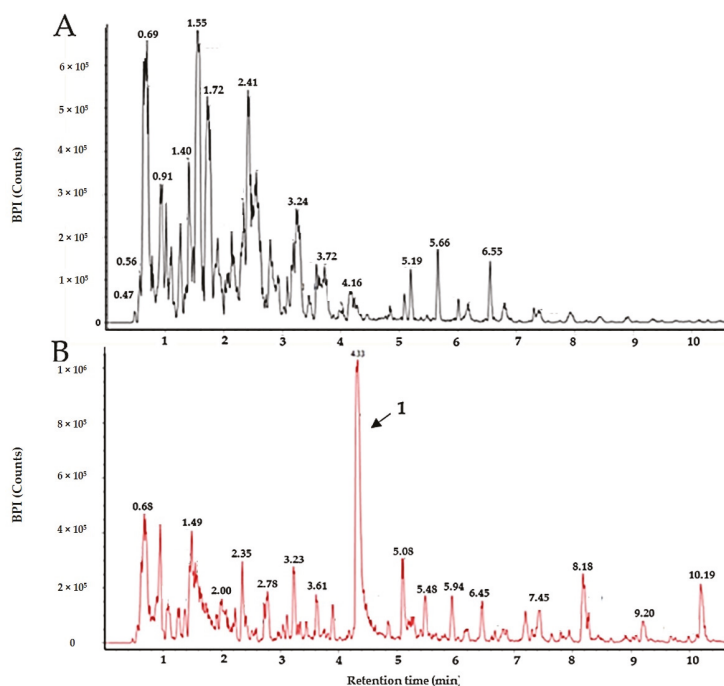 A
0.69
1.55
6 × 10⁵
1.72
2.41
5 × 10⁵
1.40
4 × 10⁵
0.91
3 × 10⁵
3.24
2 × 10⁵
0.56
3.72
5.66
6.55
5.19
1 × 10⁵
0.47
4.16
0
BPI (Counts)
1 2 3 4 5 6 7 8 9 10
B
4.33
1 × 10⁶
1
8 × 10⁵
6 × 10⁵
BPI (Counts)
0.68
4 × 10⁵
1.49
2.35
3.23
5.08
8.18
10.19
2 × 10⁵
2.00
2.78
3.61
5.48
5.94
6.45
7.45
9.20
0
1 2 3 4 5 6 7 8 9 10
Retention time (min)